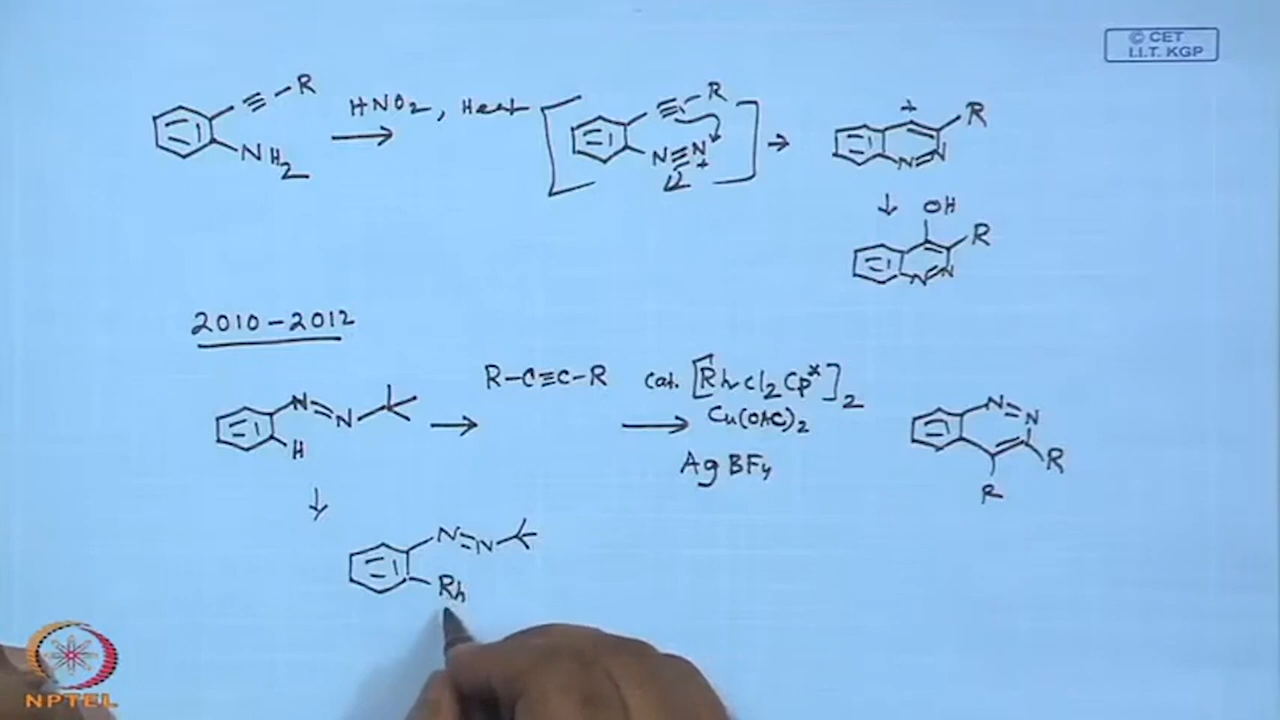 © CET
I.I.T. KGP
≡–R
NH2
HNO2, Heat
≡–R
N≡N
+
+
R
N=N
OH
R
N=N
2010–2012
N=N
H
R–C≡C–R
Cat. [RhCl2Cp*]2
Cu(OAc)2
AgBF4
N=N
R
R
N=N
Rh
NPTEL